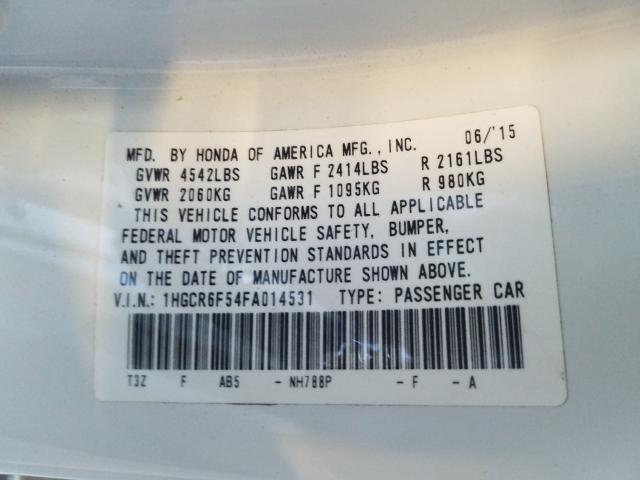 MFD. BY HONDA OF AMERICA MFG., INC. 06/'15
GVWR 4542LBS GAWR F 2414LBS R 2161LBS
GVWR 2060KG GAWR F 1095KG R 980KG
THIS VEHICLE CONFORMS TO ALL APPLICABLE
FEDERAL MOTOR VEHICLE SAFETY, BUMPER,
AND THEFT PREVENTION STANDARDS IN EFFECT
ON THE DATE OF MANUFACTURE SHOWN ABOVE.
V.I.N.: 1HGCR6F54FA014531 TYPE: PASSENGER CAR
T3Z F AB5 - NH788P - F - A